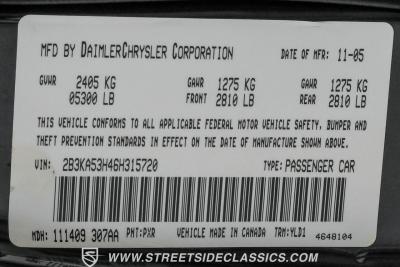 MFD BY DAIMLERCHRYSLER CORPORATION DATE OF MFR: 11-05
GVWR 2405 KG GAWR 1275 KG GAWR 1275 KG
05300 LB FRONT 2810 LB REAR 2810 LB
THIS VEHICLE CONFORMS TO ALL APPLICABLE FEDERAL MOTOR VEHICLE SAFETY, BUMPER AND
THEFT PREVENTION STANDARDS IN EFFECT ON THE DATE OF MANUFACTURE SHOWN ABOVE.
VIN: 2B3KA53H46H315720 TYPE: PASSENGER CAR
MDH: 111409 307AA PNT: PXR VEHICLE MADE IN CANADA TRM: YLD1
4648104
WWW.STREETSIDECLASSICS.COM